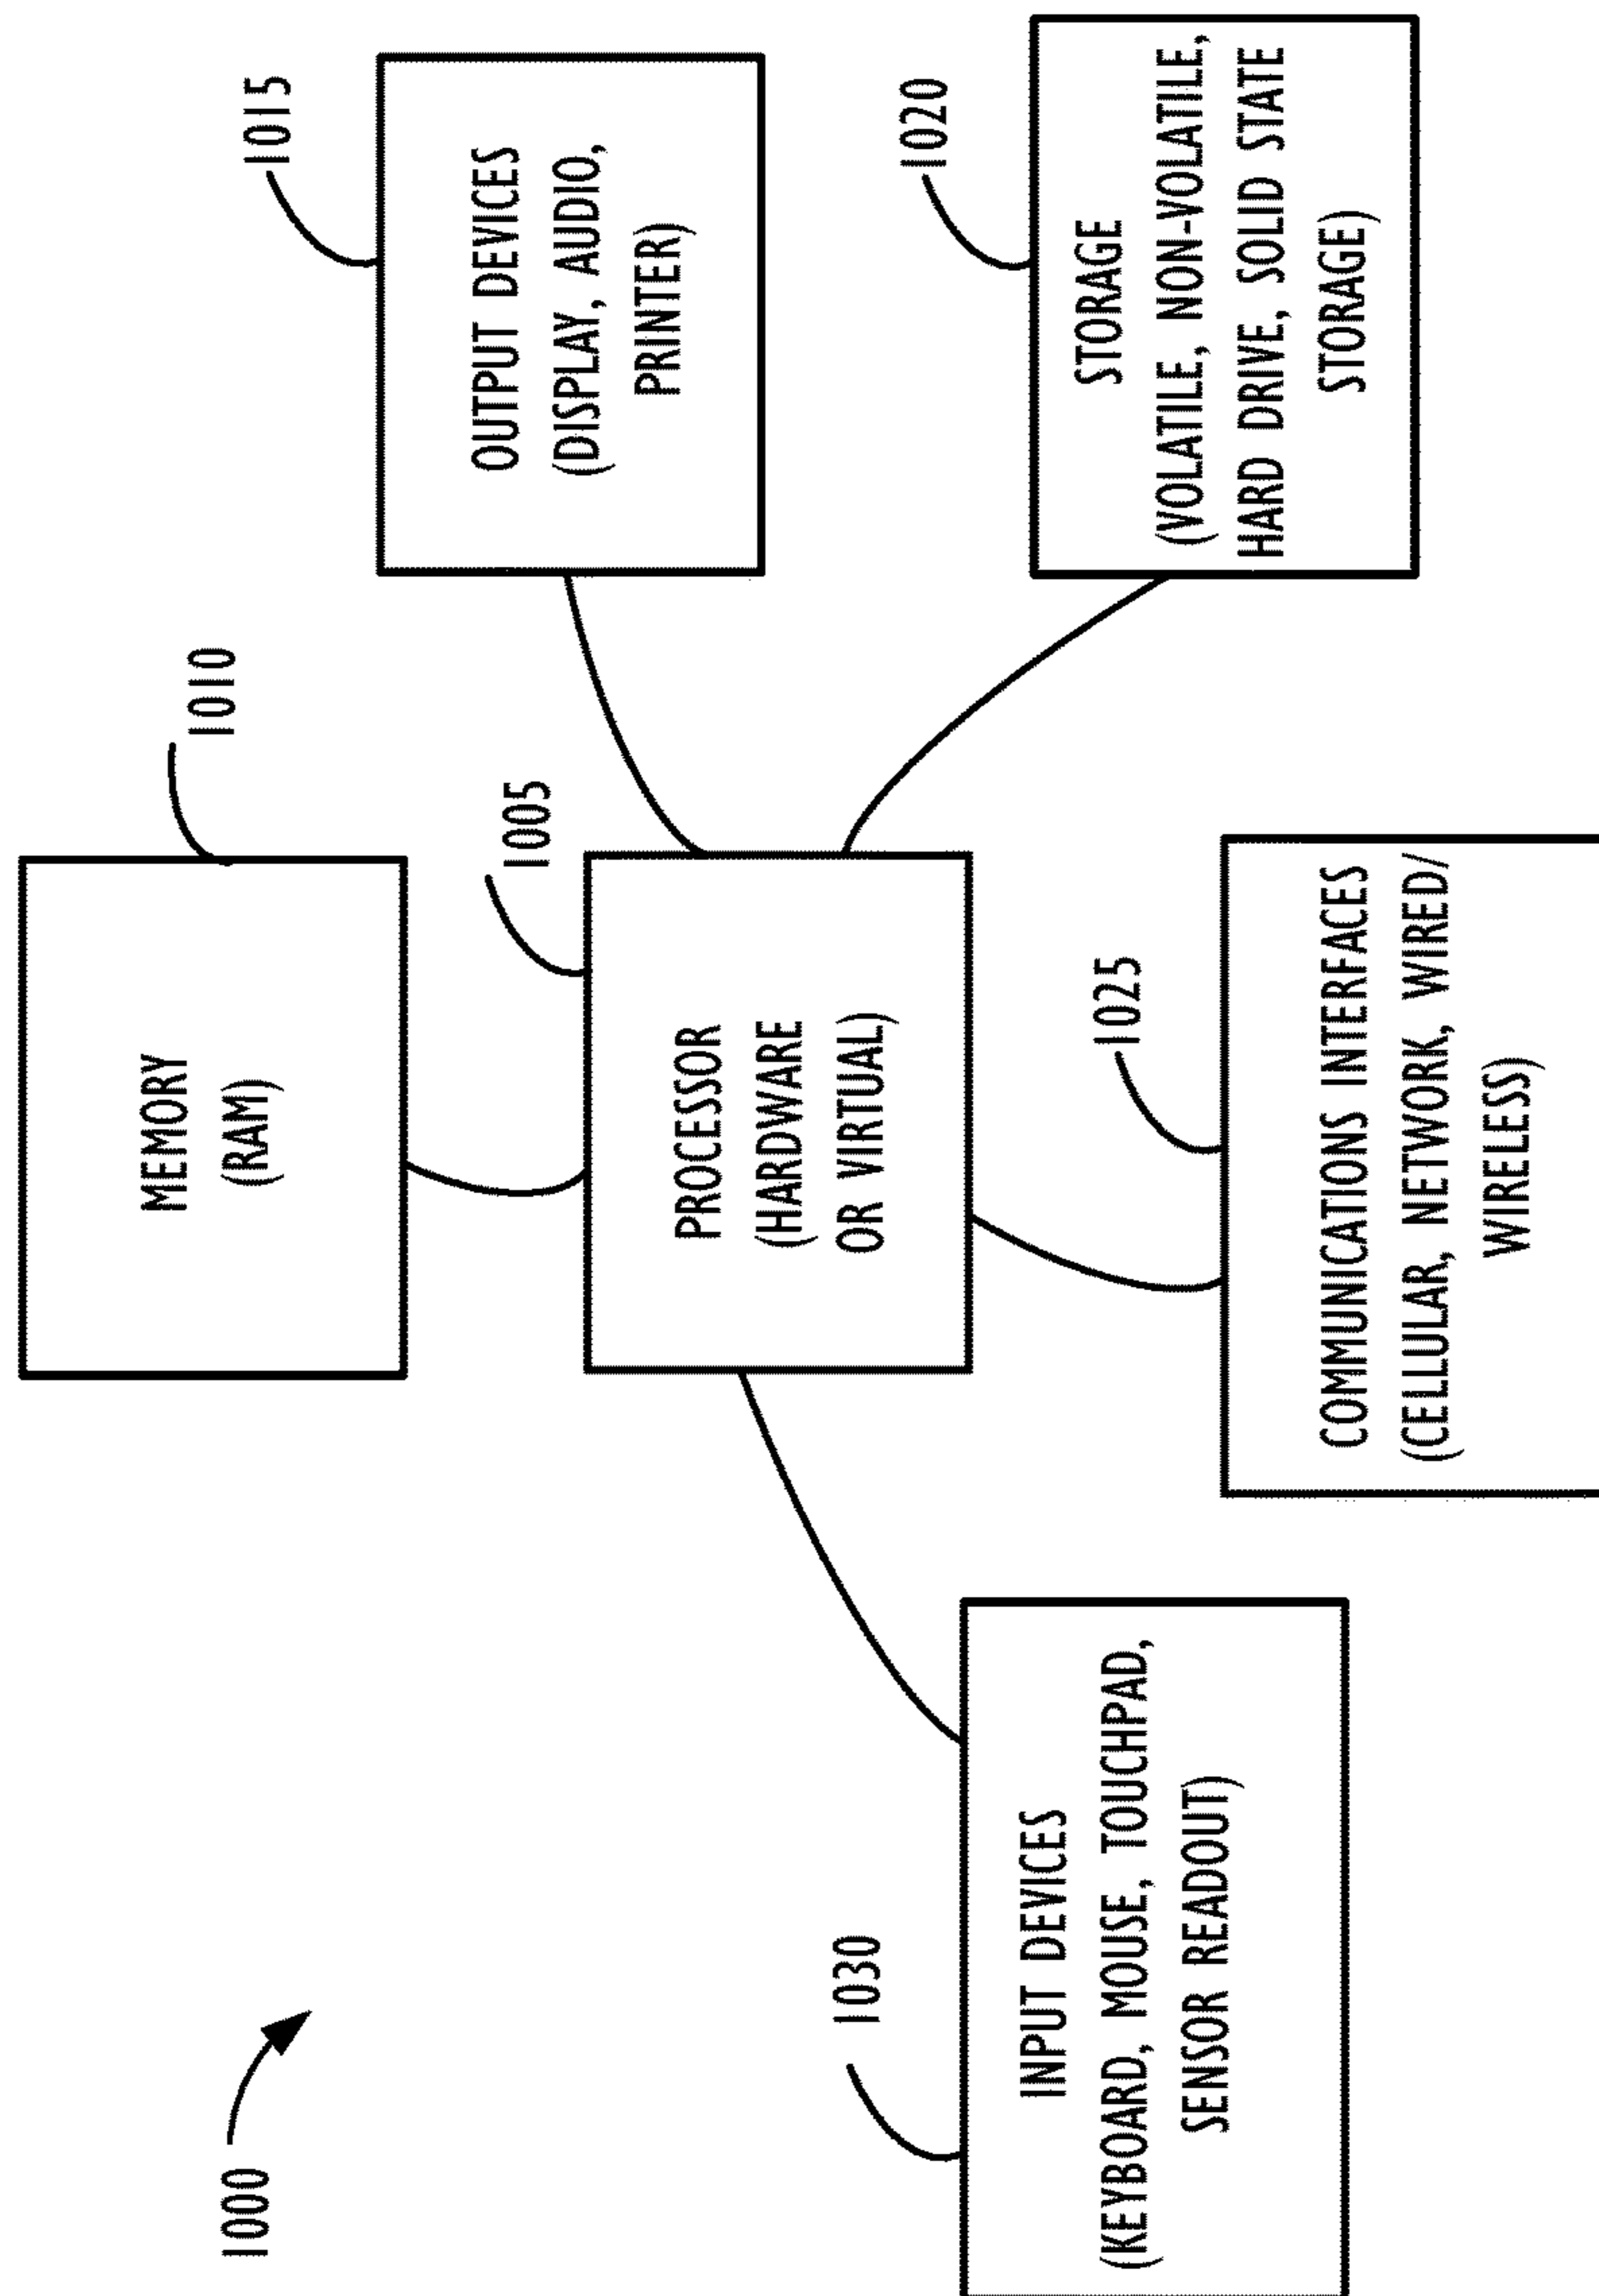 1000
1010
MEMORY
(RAM)
1015
OUTPUT DEVICES
(DISPLAY, AUDIO,
PRINTER)
1005
PROCESSOR
(HARDWARE
OR VIRTUAL)
1030
INPUT DEVICES
(KEYBOARD, MOUSE, TOUCHPAD,
SENSOR READOUT)
1025
COMMUNICATIONS INTERFACES
(CELLULAR, NETWORK, WIRED/
WIRELESS)
1020
STORAGE
(VOLATILE, NON-VOLATILE,
HARD DRIVE, SOLID STATE
STORAGE)